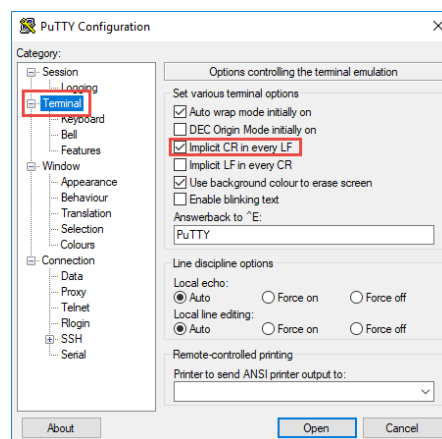 PuTTY Configuration
Category:
Session
Logging
Terminal
Keyboard
Bell
Features
Window
Appearance
Behaviour
Translation
Selection
Colours
Connection
Data
Proxy
Telnet
Rlogin
SSH
Serial
Options controlling the terminal emulation
Set various terminal options
Auto wrap mode initially on
DEC Origin Mode initially on
Implicit CR in every LF
Implicit LF in every CR
Use background colour to erase screen
Enable blinking text
Answerback to ^E:
PuTTY
Line discipline options
Local echo:
Auto Force on Force off
Local line editing:
Auto Force on Force off
Remote-controlled printing
Printer to send ANSI printer output to:
About Open Cancel